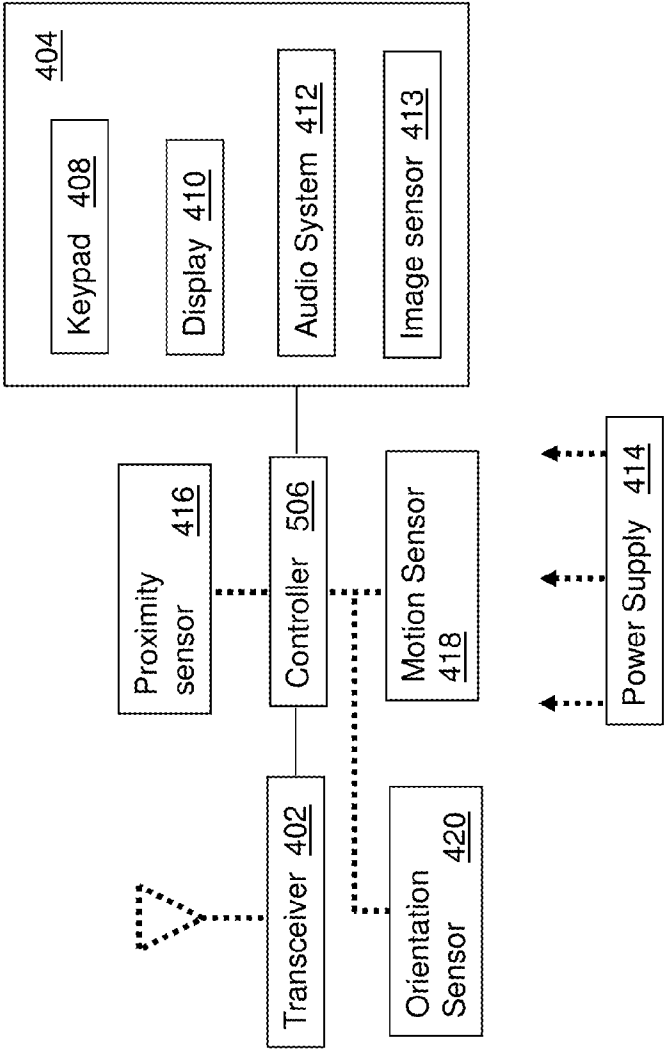 404
Keypad 408
Display 410
Audio System 412
Image sensor 413
Proximity
sensor 416
Controller 506
Motion Sensor
418
Transceiver 402
Orientation
Sensor 420
Power Supply 414